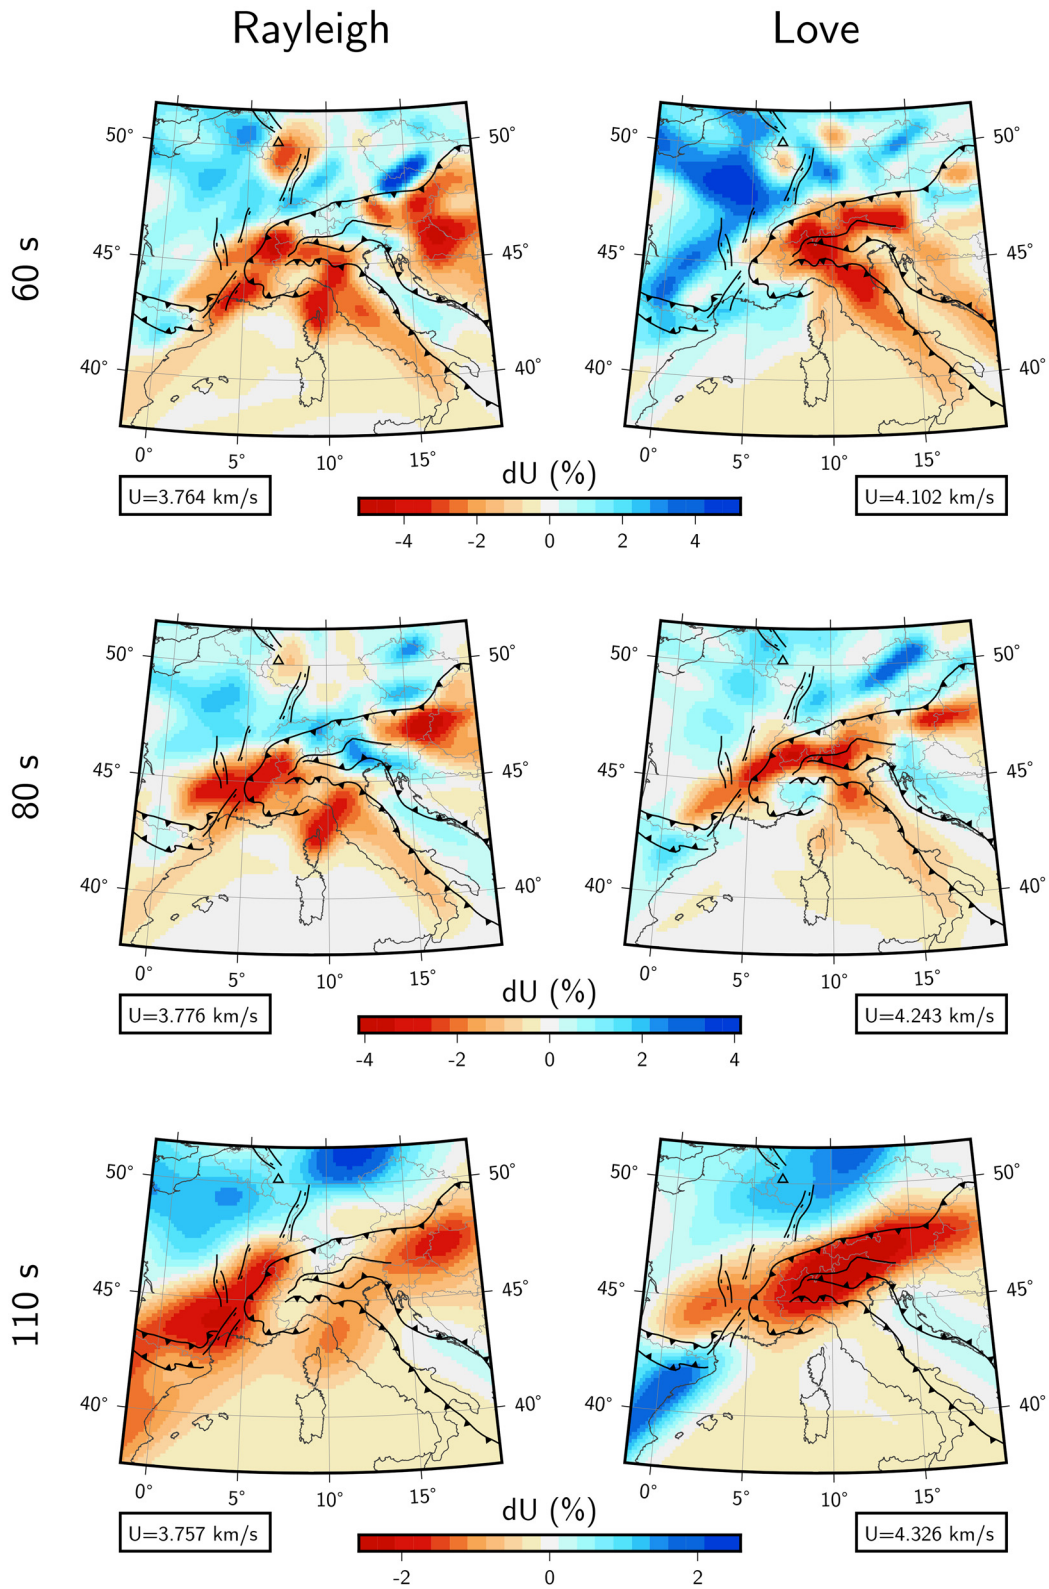 Rayleigh Love
60 s
50° 50° 50° 50°
45° 45° 45° 45°
40° 40° 40° 40°
0° 5° 10° 15° 0° 5° 10° 15°
dU (%)
U=3.764 km/s U=4.102 km/s
-4 -2 0 2 4
80 s
50° 50° 50° 50°
45° 45° 45° 45°
40° 40° 40° 40°
0° 5° 10° 15° 0° 5° 10° 15°
dU (%)
U=3.776 km/s U=4.243 km/s
-4 -2 0 2 4
110 s
50° 50° 50° 50°
45° 45° 45° 45°
40° 40° 40° 40°
0° 5° 10° 15° 0° 5° 10° 15°
dU (%)
U=3.757 km/s U=4.326 km/s
-2 0 2